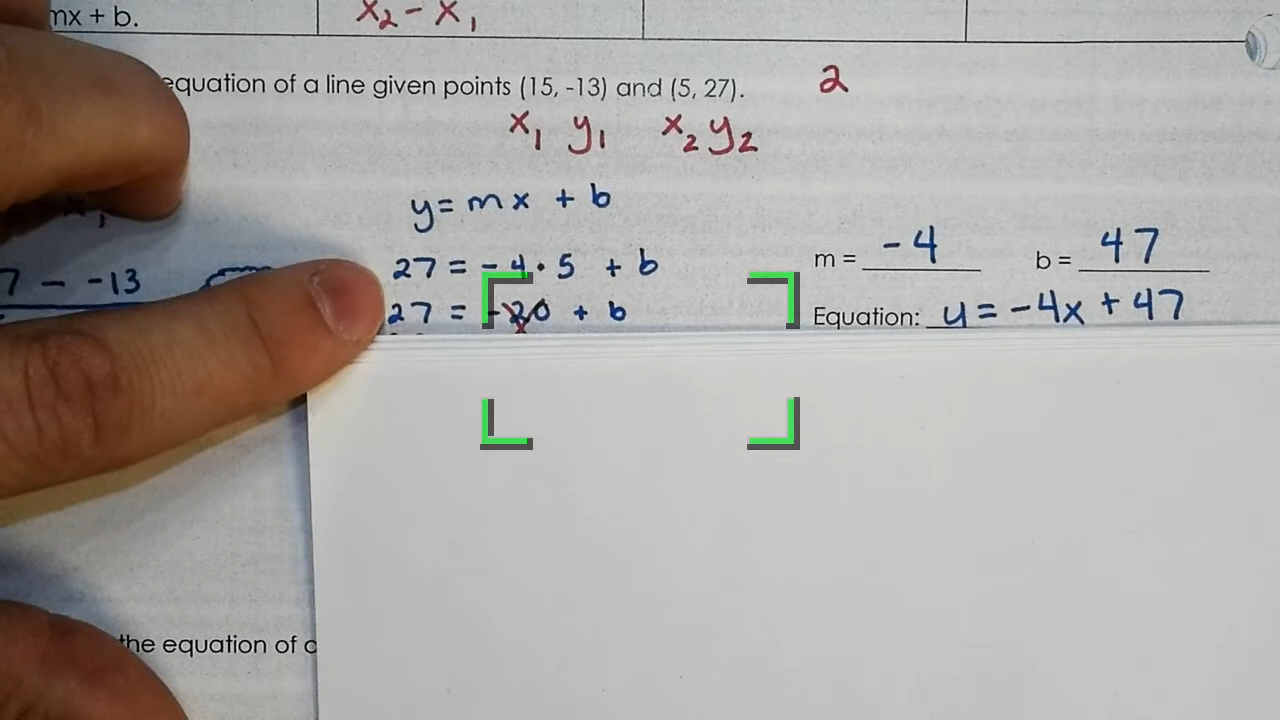 mx + b.
x₂ - x₁
equation of a line given points (15, -13) and (5, 27).
2
x₁ y₁ x₂ y₂
y = mx + b
27 = -4 · 5 + b
7 - -13
27 = -20 + b
m = -4
b = 47
Equation: y = -4x + 47
the equation of